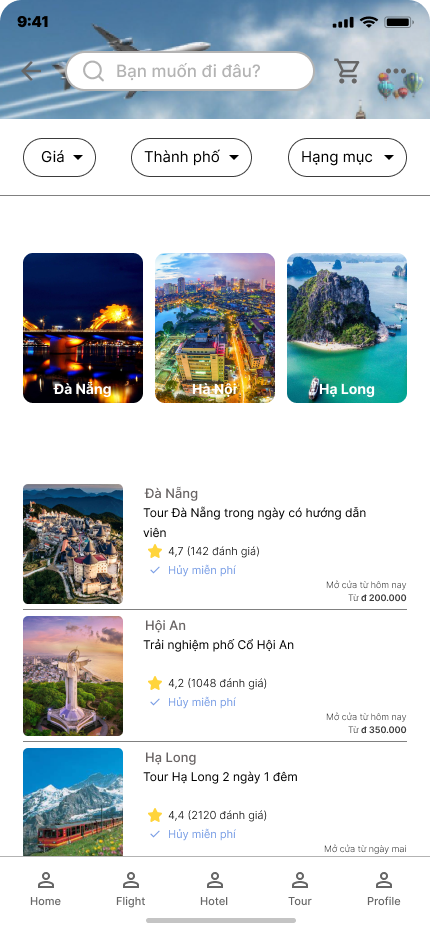 9:41
Bạn muốn đi đâu?
Giá
Thành phố
Hạng mục
Đà Nẵng
Hà Nội
Hạ Long
Đà Nẵng
Tour Đà Nẵng trong ngày có hướng dẫn
viên
4,7 (142 đánh giá)
Hủy miễn phí
Mở cửa từ hôm nay
Từ đ 200.000
Hội An
Trải nghiệm phố Cổ Hội An
4,2 (1048 đánh giá)
Hủy miễn phí
Mở cửa từ hôm nay
Từ đ 350.000
Hạ Long
Tour Hạ Long 2 ngày 1 đêm
4,4 (2120 đánh giá)
Hủy miễn phí
Mở cửa từ ngày mai
Home
Flight
Hotel
Tour
Profile